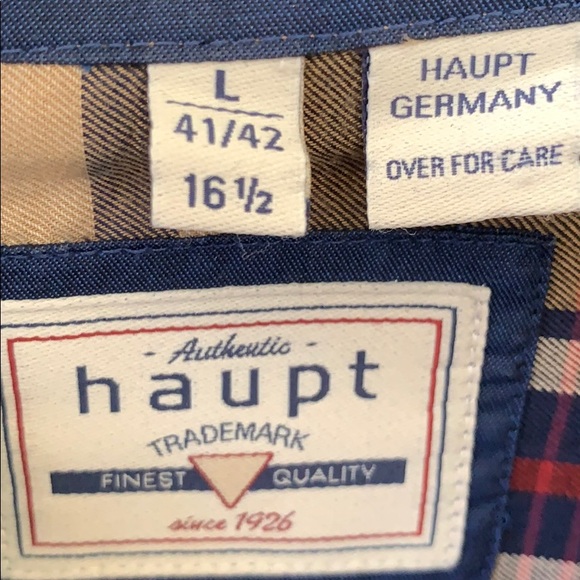 L
41/42
16 ½
HAUPT
GERMANY
OVER FOR CARE
- Authentic -
haupt
TRADEMARK
FINEST QUALITY
since 1926